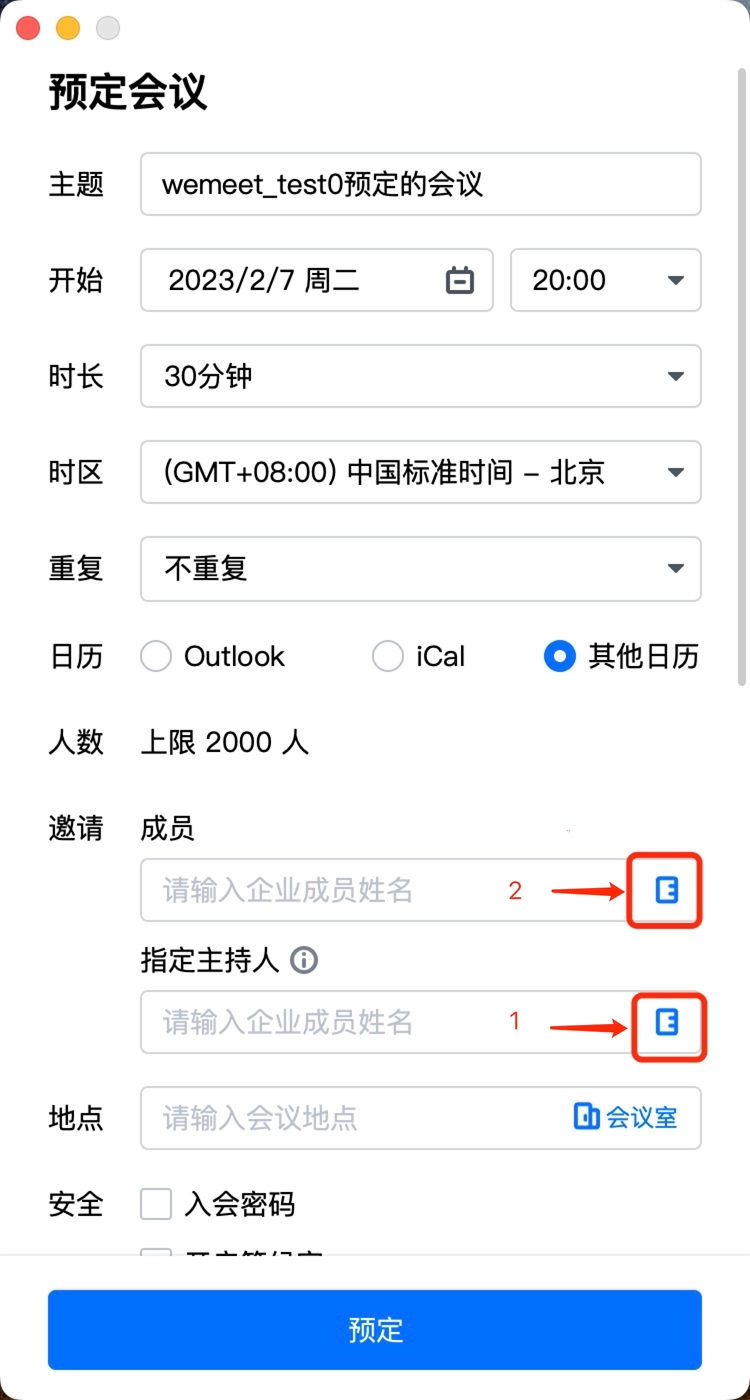 预定会议
主题 wemeet_test0预定的会议
开始 2023/2/7 周二 20:00
时长 30分钟
时区 (GMT+08:00) 中国标准时间 – 北京
重复 不重复
日历 Outlook iCal 其他日历
人数 上限 2000 人
邀请 成员
请输入企业成员姓名 2
指定主持人
请输入企业成员姓名 1
地点 请输入会议地点 会议室
安全 入会密码
预定